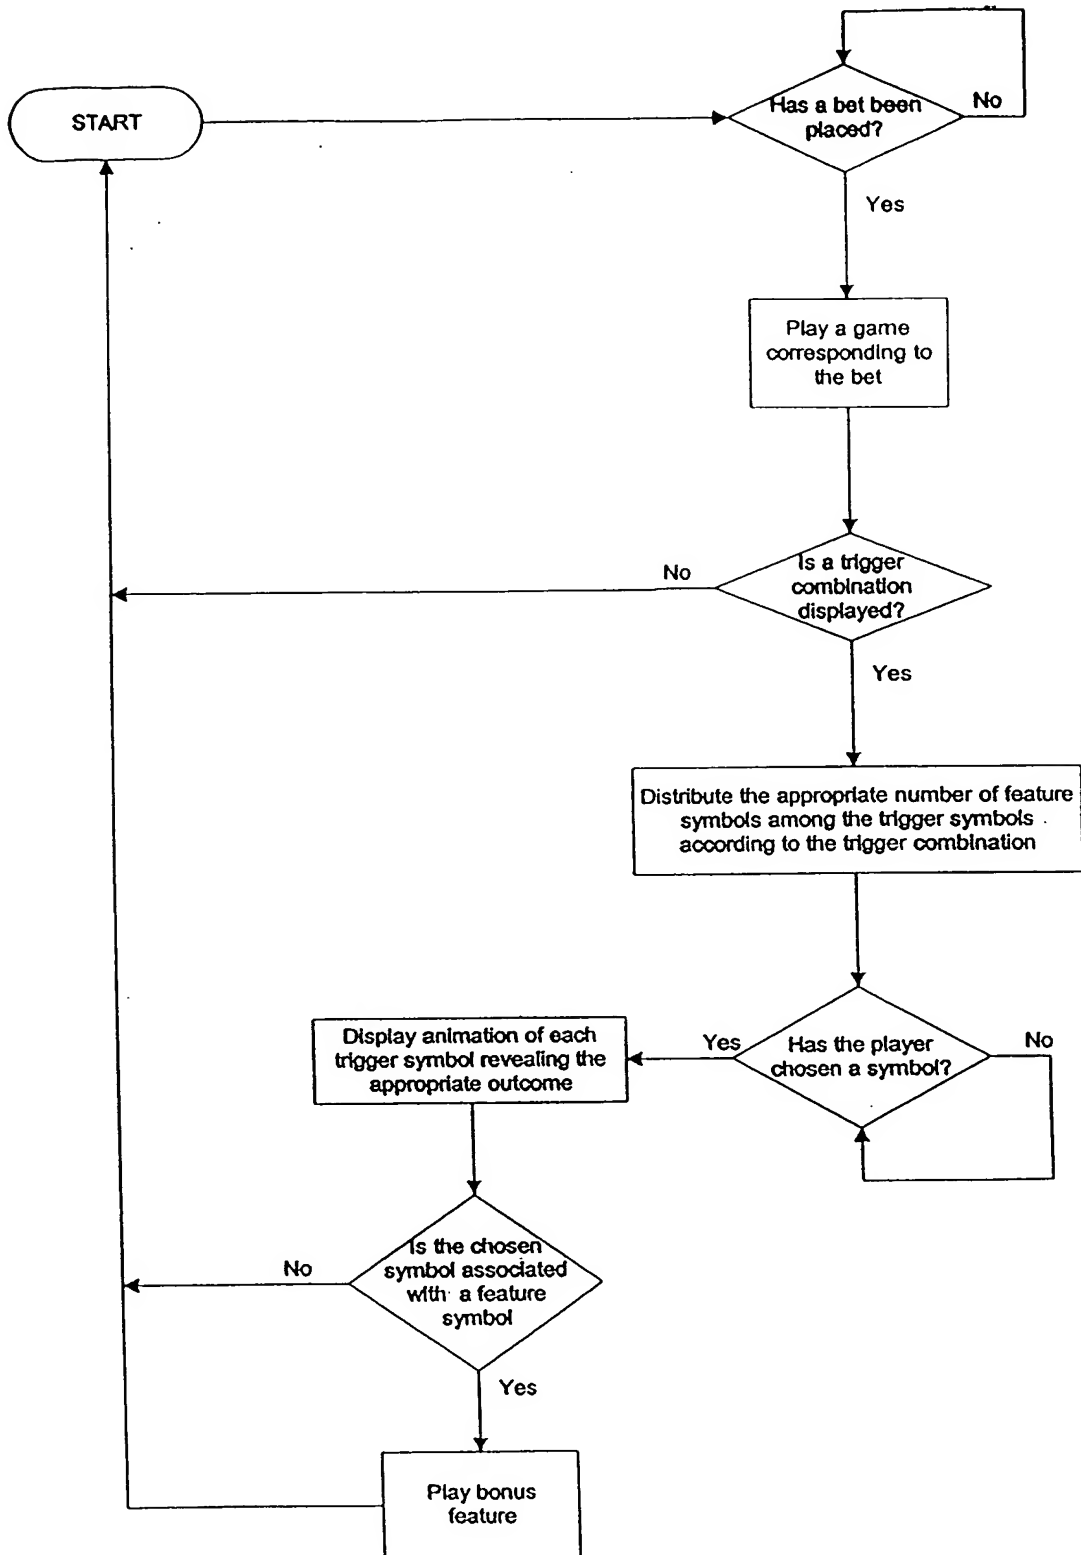 START
Has a bet been
placed?
No
Yes
Play a game
corresponding to
the bet
Is a trigger
combination
displayed?
No
Yes
Distribute the appropriate number of feature
symbols among the trigger symbols
according to the trigger combination
Has the player
chosen a symbol?
No
Yes
Display animation of each
trigger symbol revealing the
appropriate outcome
Is the chosen
symbol associated
with a feature
symbol
No
Yes
Play bonus
feature